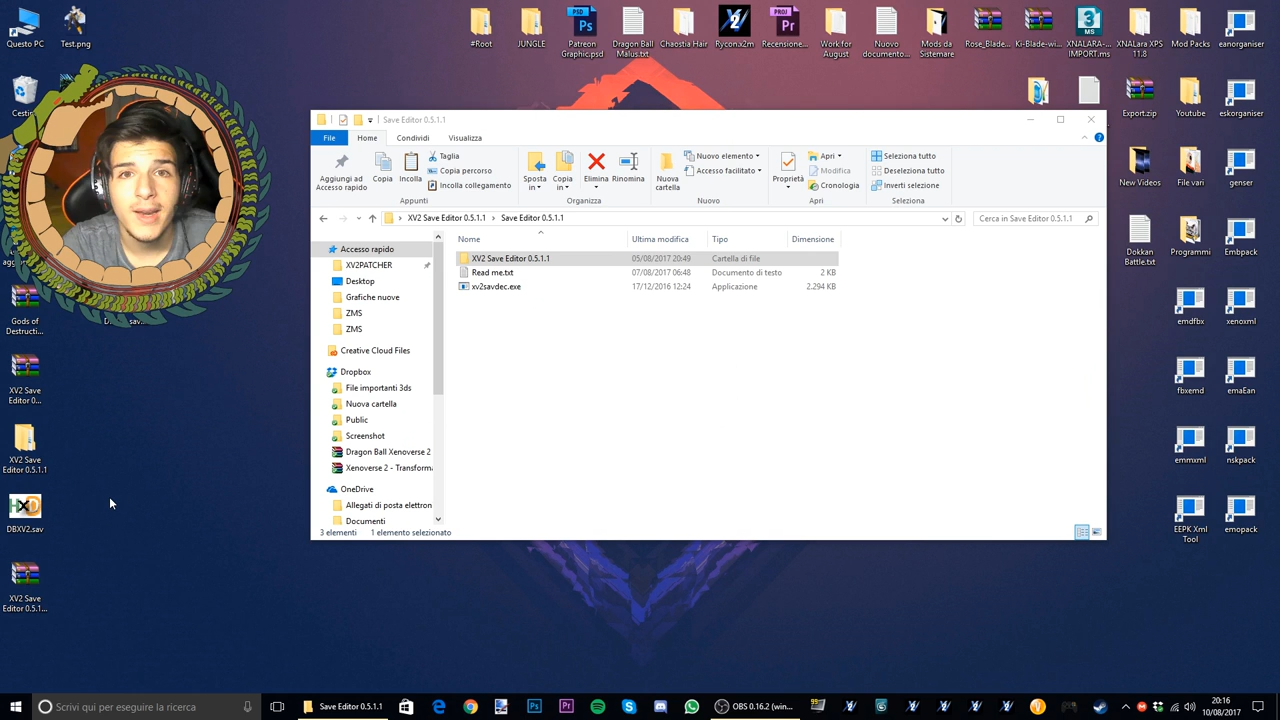 Questo PC
Test.png
#Root
JUNGLE
Patreon
Graphic.psd
Dragon Ball
Malus.txt
Chaostia Hair
Rycon.x2m
Recensione...
Work for
August
Nuovo
documento...
Mods da
Sistemare
Rose_Blade...
Ki-Blade-wi...
XNALARA-...
IMPORT.ms
XNALara XPS
11.8
Mod Packs
eanorganiser
Export.zip
Youtube
eskorganiser
New Videos
File vari
genser
Dokkan
Battle.txt
Programmi
Embpack
emdfbx
xenoxml
fbxemd
emaEan
emmxml
nskpack
EEPK Xml
Tool
emopack
Gods of
Destructi...
XV2 Save
Editor 0...
XV2 Save
Editor 0.5.1.1
DBXV2.sav
XV2 Save
Editor 0.5.1...
Save Editor 0.5.1.1
File
Home
Condividi
Visualizza
Aggiungi ad
Accesso rapido
Copia
Incolla
Taglia
Copia percorso
Incolla collegamento
Appunti
Sposta
in
Copia
in
Elimina
Rinomina
Organizza
Nuova
cartella
Nuovo elemento
Accesso facilitato
Nuovo
Proprietà
Apri
Modifica
Cronologia
Apri
Seleziona tutto
Deseleziona tutto
Inverti selezione
Seleziona
XV2 Save Editor 0.5.1.1 > Save Editor 0.5.1.1
Cerca in Save Editor 0.5.1.1
Nome
Ultima modifica
Tipo
Dimensione
XV2 Save Editor 0.5.1.1 05/08/2017 20:49 Cartella di file
Read me.txt 07/08/2017 06:48 Documento di testo 2 KB
xv2savdec.exe 17/12/2016 12:24 Applicazione 2.294 KB
Accesso rapido
XV2PATCHER
Desktop
Grafiche nuove
ZMS
ZMS
Creative Cloud Files
Dropbox
File importanti 3ds
Nuova cartella
Public
Screenshot
Dragon Ball Xenoverse 2
Xenoverse 2 - Transforma
OneDrive
Allegati di posta elettron
Documenti
3 elementi
1 elemento selezionato
Scrivi qui per eseguire la ricerca
Save Editor 0.5.1.1
OBS 0.16.2 (win...
20:16
10/08/2017